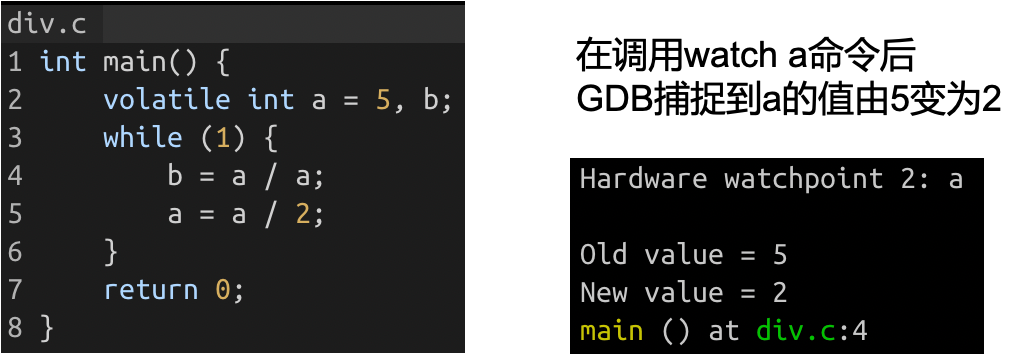 div.c
1 int main() {
2     volatile int a = 5, b;
3     while (1) {
4         b = a / a;
5         a = a / 2;
6     }
7     return 0;
8 }
在调用watch a命令后
GDB捕捉到a的值由5变为2
Hardware watchpoint 2: a
Old value = 5
New value = 2
main () at div.c:4